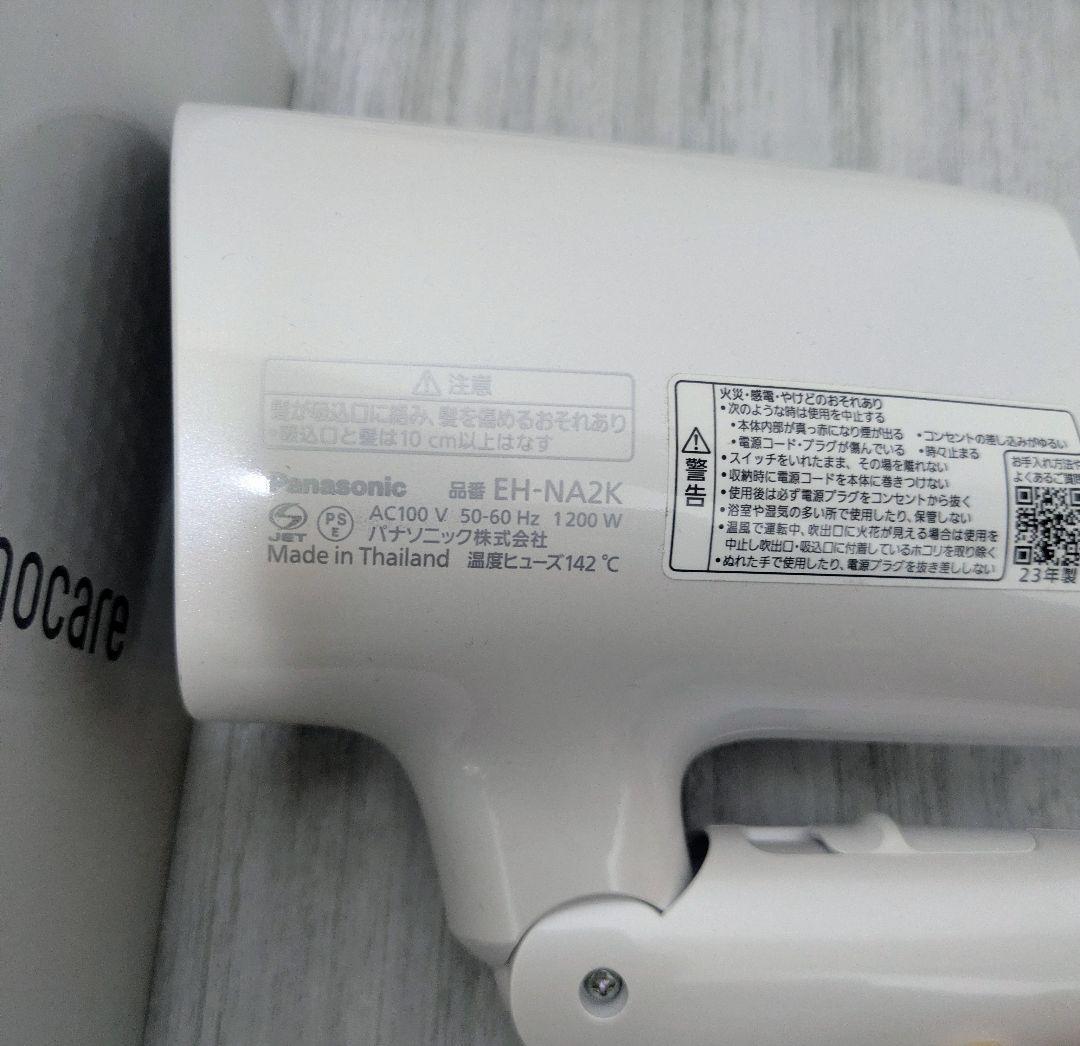 nocare
⚠ 注意
髪が吸込口に絡み、髪を傷めるおそれあり
・吸込口と髪は10 cm以上はなす
Panasonic 品番 EH-NA2K
JET PS E AC100 V 50-60 Hz 1200 W
パナソニック株式会社
Made in Thailand 温度ヒューズ142 ℃
⚠ 警告
火災・感電・やけどのおそれあり
・次のような時は使用を中止する
・本体内部が真っ赤になり煙が出る ・コンセントの差し込みがゆるい
・電源コード・プラグが傷んでいる ・時々止まる
・スイッチをいれたまま、その場を離れない
・収納時に電源コードを本体に巻きつけない
・使用後は必ず電源プラグをコンセントから抜く
・浴室や湿気の多い所で使用したり、保管しない
・温風で運転中、吹出口に火花が見える場合は使用を
中止し吹出口・吸込口に付着しているホコリを取り除く
・ぬれた手で使用したり、電源プラグを抜き差ししない
お手入れ方法や
よくあるご質問
23年製